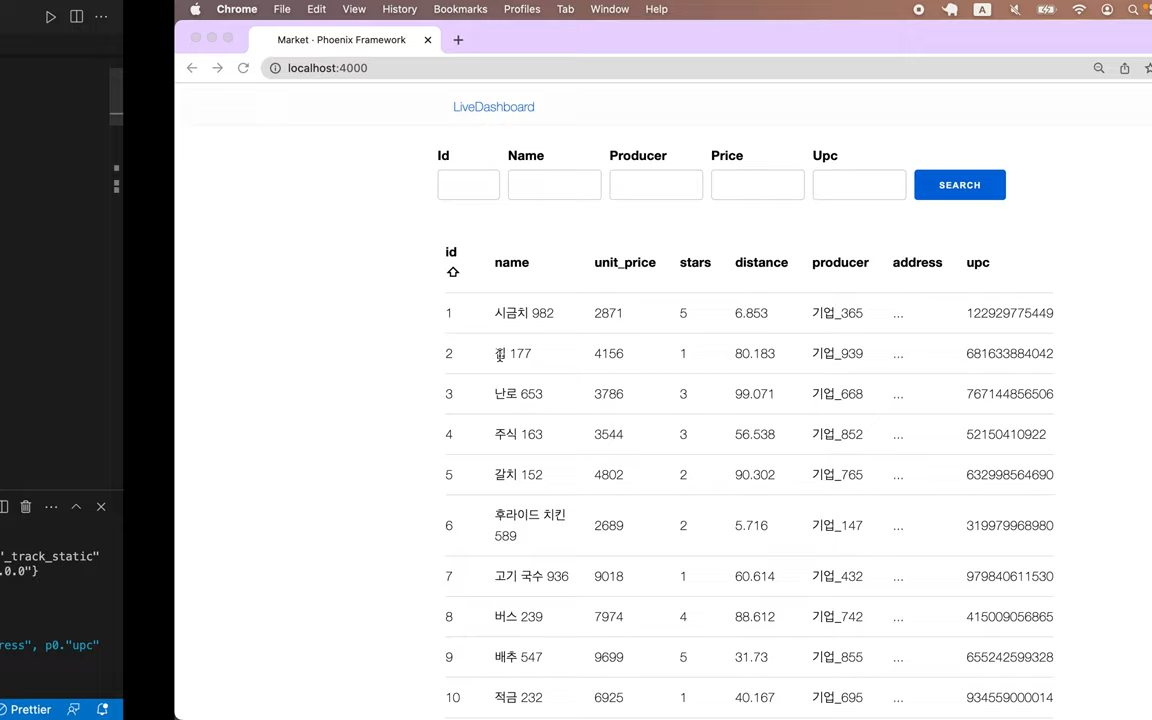 Chrome File Edit View History Bookmarks Profiles Tab Window Help A
Market · Phoenix Framework
localhost:4000
LiveDashboard
Id Name Producer Price Upc
SEARCH
id name unit_price stars distance producer address upc
1 시금치 982 2871 5 6.853 기업_365 ... 122929775449
2 177 4156 1 80.183 기업_939 ... 681633884042
3 난로 653 3786 3 99.071 기업_668 ... 767144856506
4 주식 163 3544 3 56.538 기업_852 ... 52150410922
5 갈치 152 4802 2 90.302 기업_765 ... 632998564690
6 후라이드 치킨 589 2689 2 5.716 기업_147 ... 319979968980
7 고기 국수 936 9018 1 60.614 기업_432 ... 979840611530
8 버스 239 7974 4 88.612 기업_742 ... 415009056865
9 배추 547 9699 5 31.73 기업_855 ... 655242599328
10 적금 232 6925 1 40.167 기업_695 ... 934559000014
"_track_static"
.0.0"}
ress", p0."upc"
Prettier